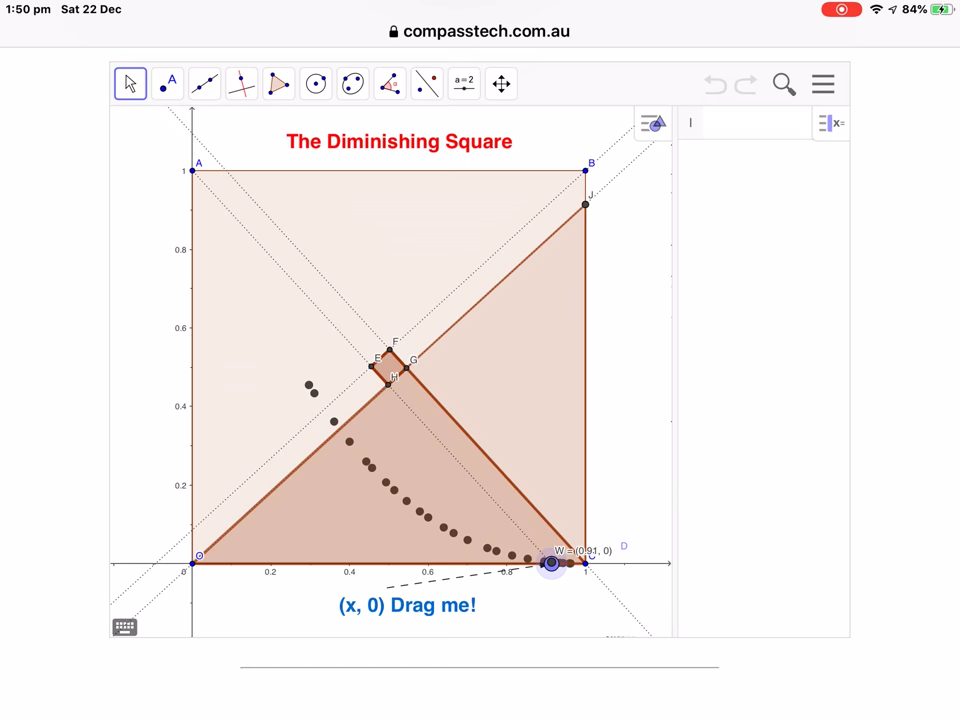 1:50 pm Sat 22 Dec
84%
compasstech.com.au
A
a=2
The Diminishing Square
x=
A
B
J
1
0.8
0.6
F
E
G
H
0.4
0.2
D
W = (0.91, 0)
O
0
0.2
0.4
0.6
0.8
1
(x, 0) Drag me!